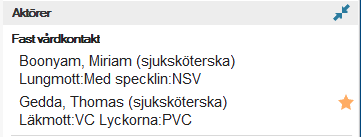 Aktörer
Fast vårdkontakt
Boonyam, Miriam (sjuksköterska)
Lungmott:Med specklin:NSV
Gedda, Thomas (sjuksköterska)
Läkmott:VC Lyckorna:PVC